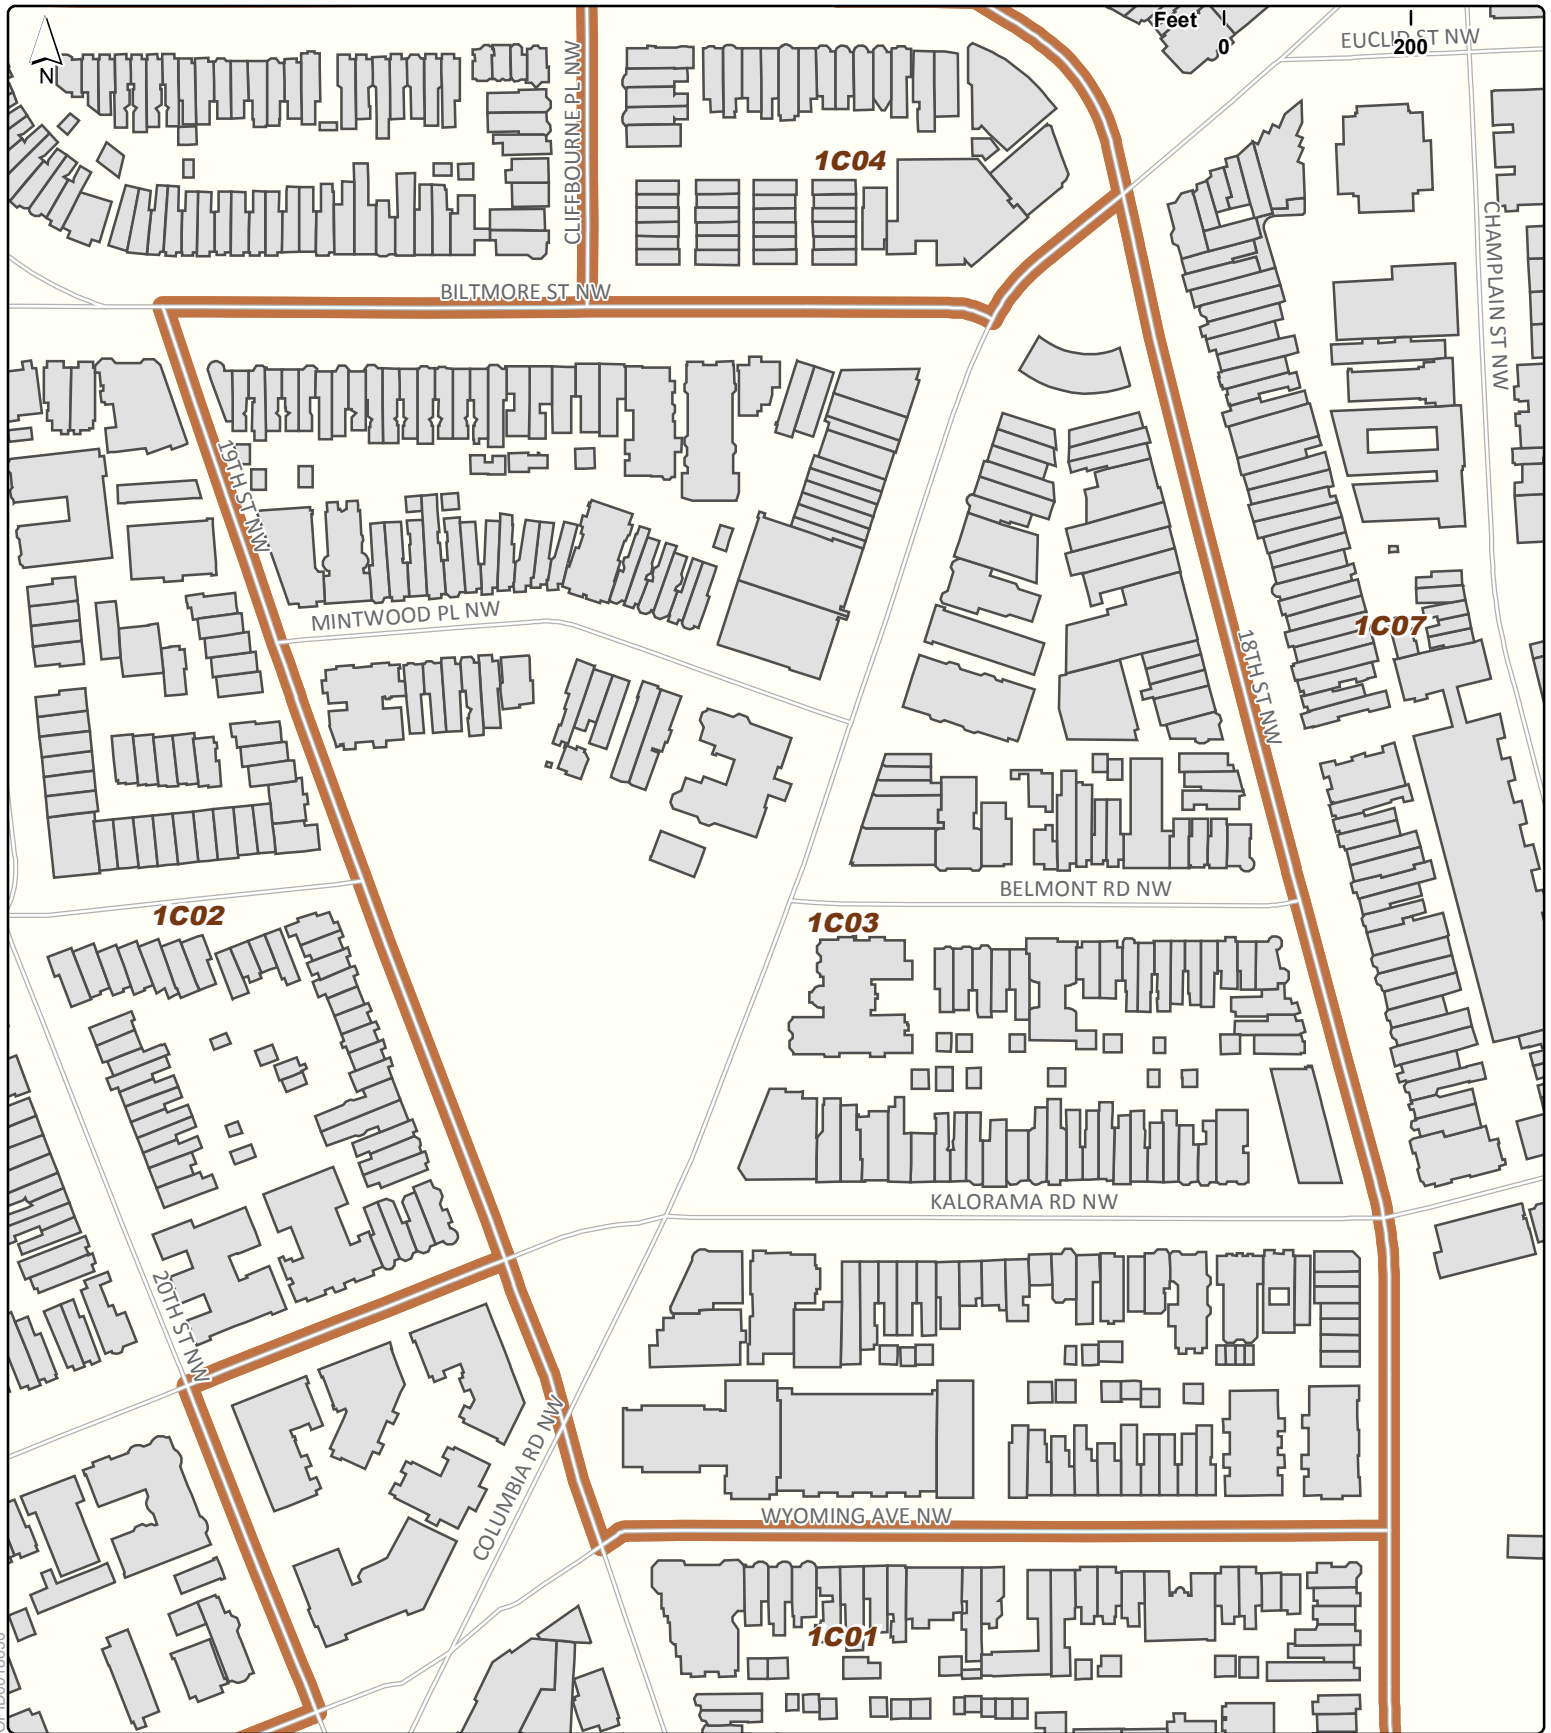 Feet
0
200
N
EUCLID ST NW
CLIFFBOURNE PL NW
1C04
CHAMPLAIN ST NW
BILTMORE ST NW
19TH ST NW
MINTWOOD PL NW
1C07
18TH ST NW
BELMONT RD NW
1C02
1C03
KALORAMA RD NW
20TH ST NW
COLUMBIA RD NW
WYOMING AVE NW
1C01